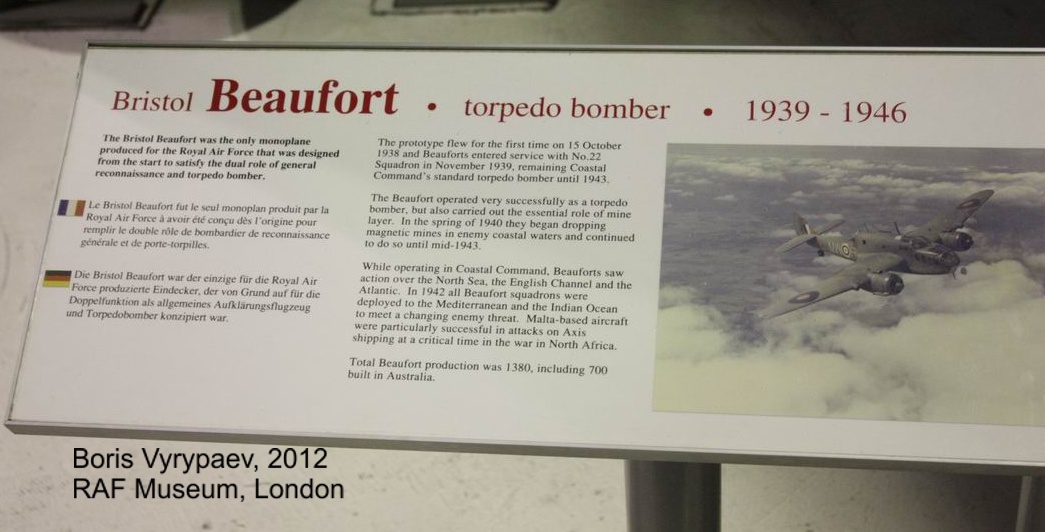 Bristol Beaufort • torpedo bomber • 1939 - 1946
The Bristol Beaufort was the only monoplane
produced for the Royal Air Force that was designed
from the start to satisfy the dual role of general
reconnaissance and torpedo bomber.
Le Bristol Beaufort fut le seul monoplan produit par la
Royal Air Force à avoir été conçu dès l'origine pour
remplir le double rôle de bombardier de reconnaissance
générale et de porte-torpilles.
Die Bristol Beaufort war der einzige für die Royal Air
Force produzierte Eindecker, der von Grund auf für die
Doppelfunktion als allgemeines Aufklärungsflugzeug
und Torpedobomber konzipiert war.
The prototype flew for the first time on 15 October
1938 and Beauforts entered service with No.22
Squadron in November 1939, remaining Coastal
Command's standard torpedo bomber until 1943.
The Beaufort operated very successfully as a torpedo
bomber, but also carried out the essential role of mine
layer. In the spring of 1940 they began dropping
magnetic mines in enemy coastal waters and continued
to do so until mid-1943.
While operating in Coastal Command, Beauforts saw
action over the North Sea, the English Channel and the
Atlantic. In 1942 all Beaufort squadrons were
deployed to the Mediterranean and the Indian Ocean
to meet a changing enemy threat. Malta-based aircraft
were particularly successful in attacks on Axis
shipping at a critical time in the war in North Africa.
Total Beaufort production was 1380, including 700
built in Australia.
Boris Vyrypaev, 2012
RAF Museum, London